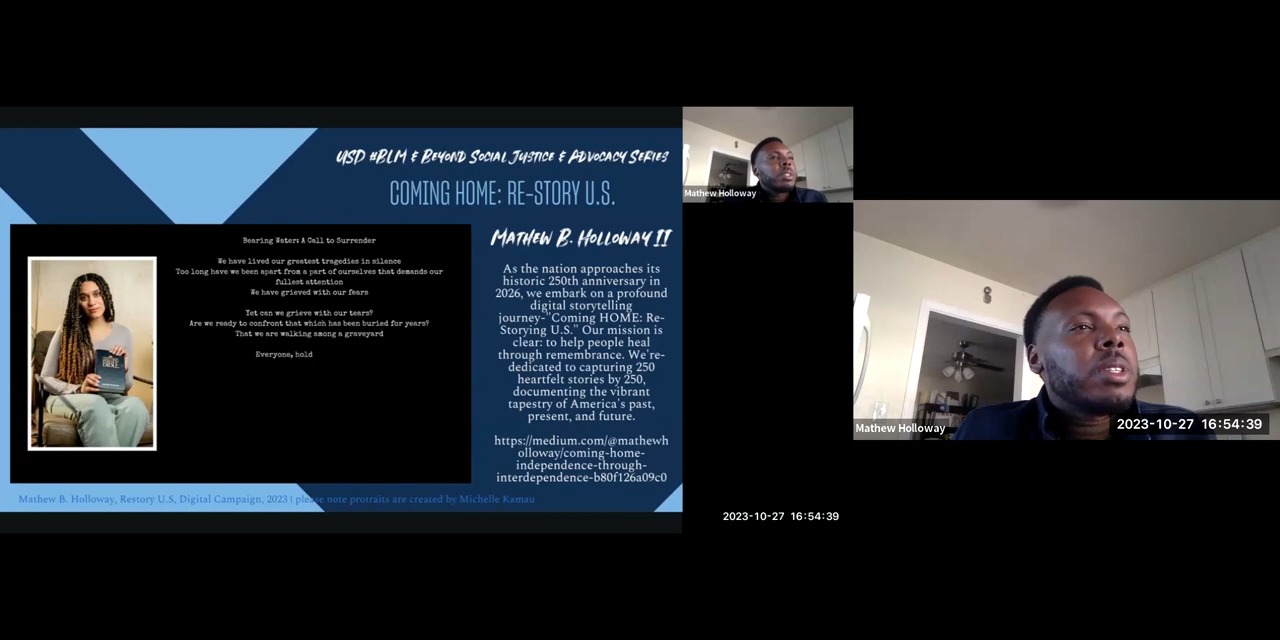 USD #BLM & BEYOND SOCIAL JUSTICE & ADVOCACY SERIES
COMING HOME: RE-STORY U.S.
Bearing Water: A Call to Surrender
We have lived our greatest tragedies in silence
Too long have we been apart from a part of ourselves that demands our
fullest attention
We have grieved with our fears
Yet can we grieve with our tears?
Are we ready to confront that which has been buried for years?
That we are walking among a graveyard
Everyone, hold
BIBLE
MATHEW B. HOLLOWAY II
As the nation approaches its
historic 250th anniversary in
2026, we embark on a profound
digital storytelling
journey-"Coming HOME: Re-
Storying U.S." Our mission is
clear: to help people heal
through remembrance. We're-
dedicated to capturing 250
heartfelt stories by 250,
documenting the vibrant
tapestry of America's past,
present, and future.
https://medium.com/@mathewh
olloway/coming-home-
independence-through-
interdependence-b80f126a09c0
Mathew B. Holloway, Restory U.S, Digital Campaign, 2023 | please note protraits are created by Michelle Kamau
Mathew Holloway
2023-10-27 16:54:39
Mathew Holloway
2023-10-27 16:54:39